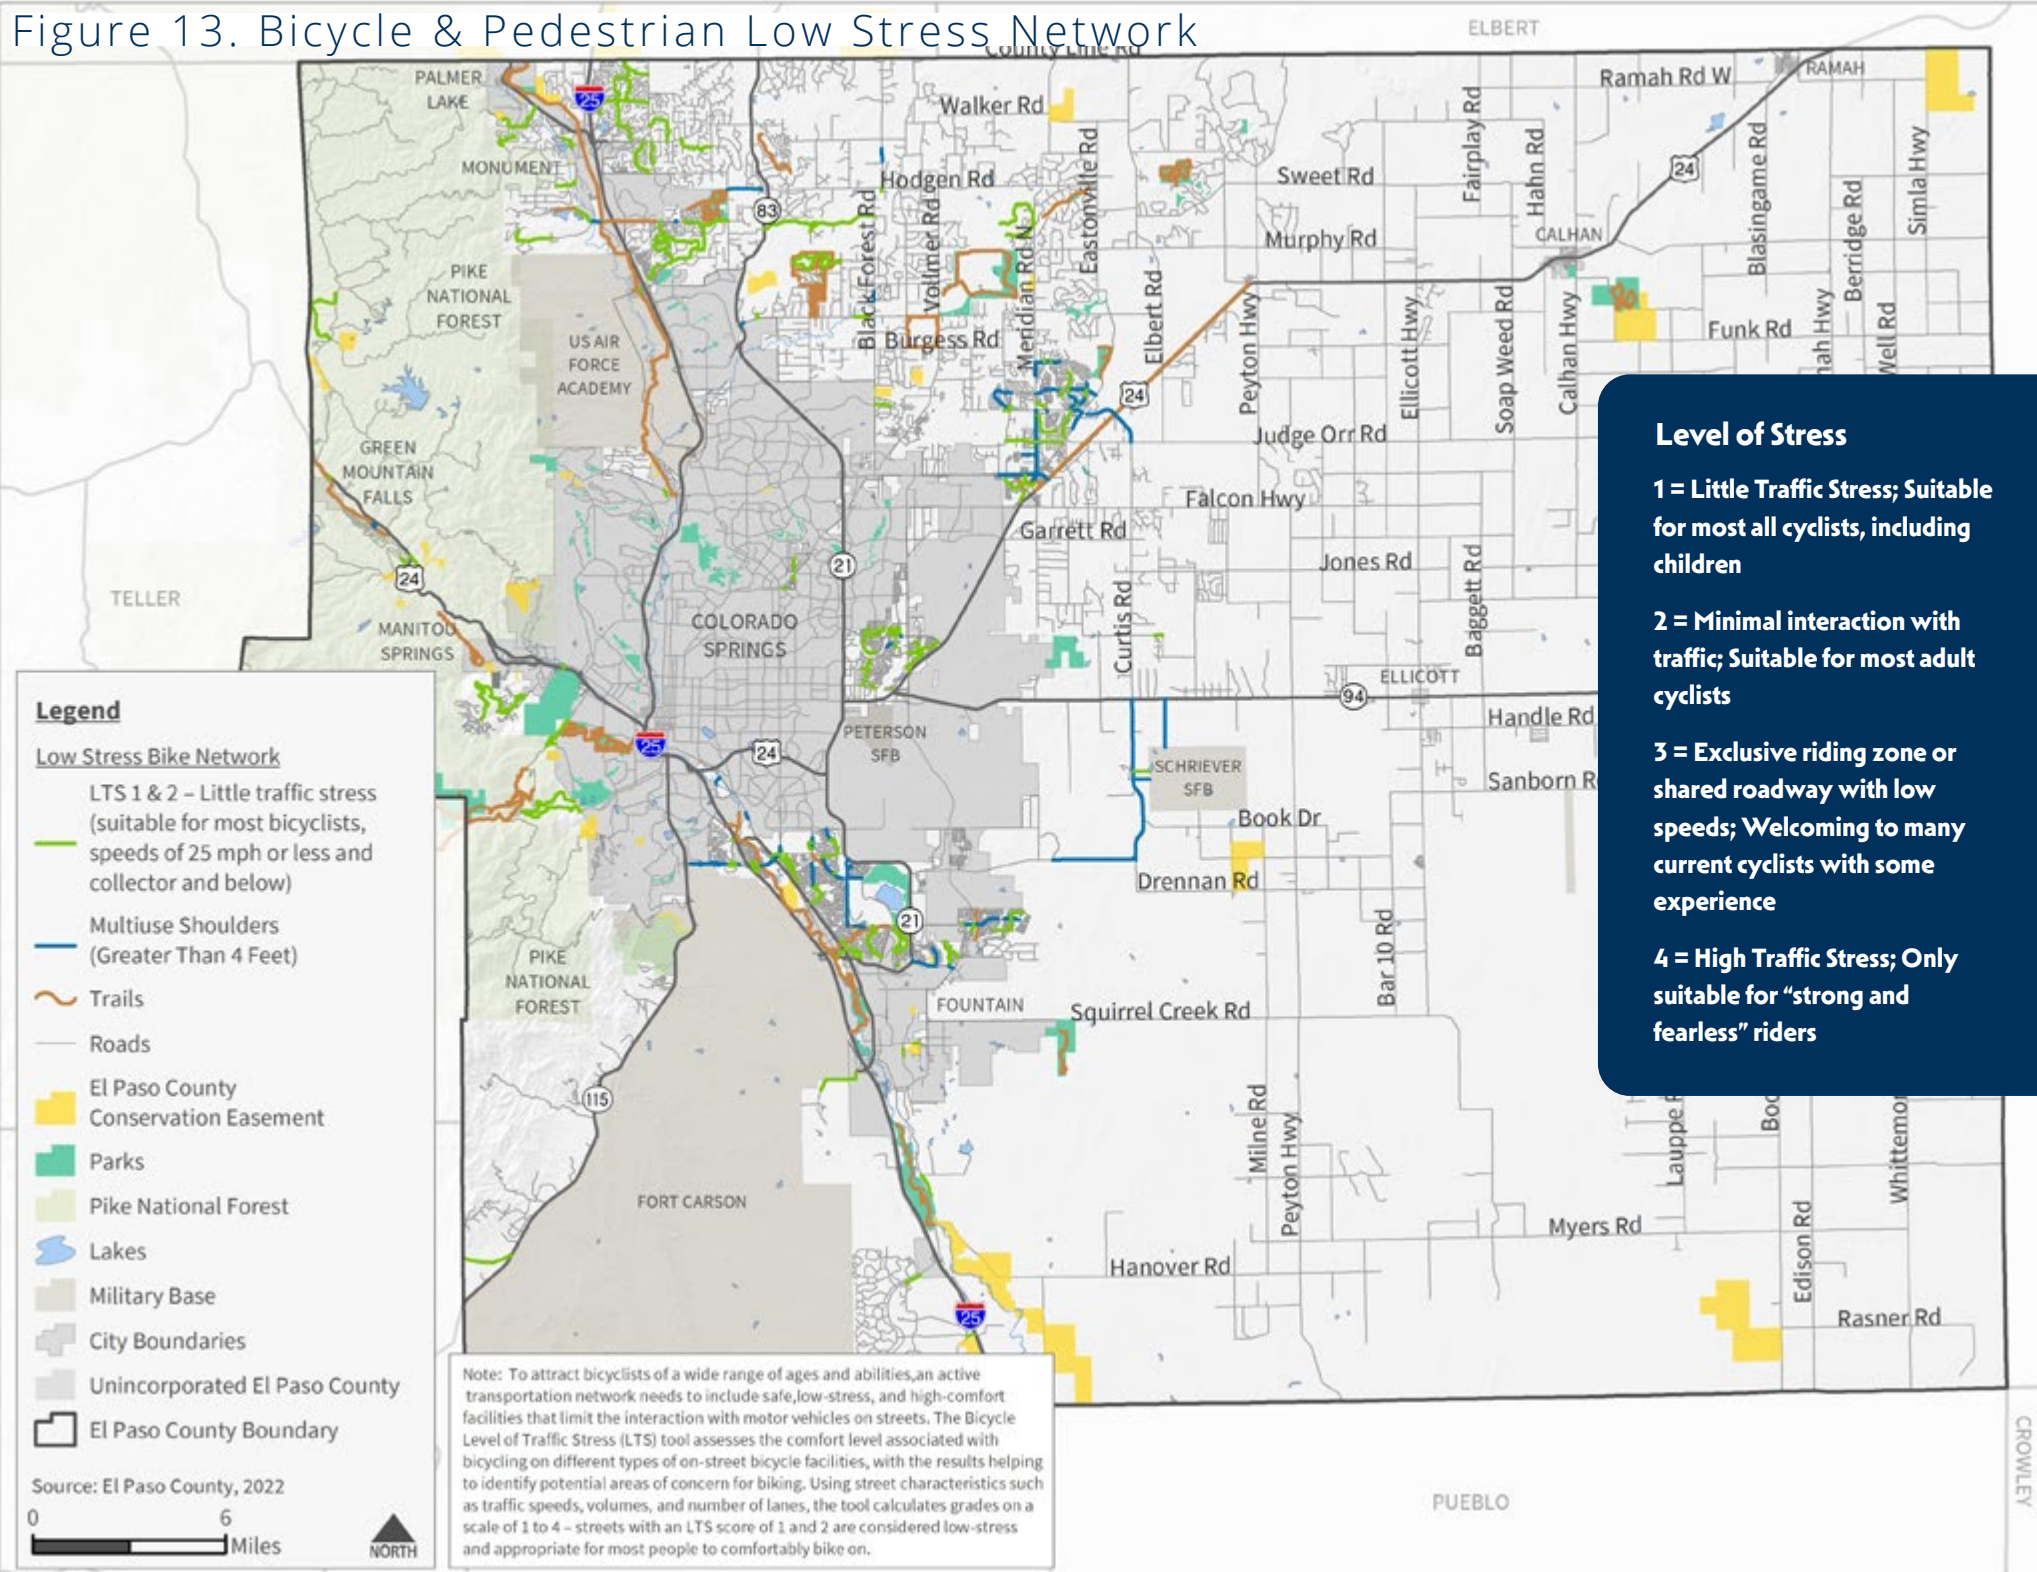 Figure 13. Bicycle & Pedestrian Low Stress Network
ELBERT
County Line Rd
PALMER
LAKE
25
Walker Rd
Ramah Rd W
RAMAH
MONUMENT
Hodgen Rd
Eastonville Rd
Sweet Rd
Fairplay Rd
Hahn Rd
24
Blasingame Rd
Berridge Rd
Simla Hwy
83
Black Forest Rd
Vollmer Rd
Meridian Rd N
Murphy Rd
CALHAN
PIKE
NATIONAL
FOREST
US AIR
FORCE
ACADEMY
Burgess Rd
Elbert Rd
Peyton Hwy
Ellicott Hwy
Soap Weed Rd
Calhan Hwy
Funk Rd
24
Judge Orr Rd
GREEN
MOUNTAIN
FALLS
Falcon Hwy
Garrett Rd
Jones Rd
Baggett Rd
24
21
Curtis Rd
TELLER
MANITOU
SPRINGS
COLORADO
SPRINGS
ELLICOTT
94
Handle Rd
PETERSON
SFB
25
24
SCHRIEVER
SFB
Sanborn R
Book Dr
Drennan Rd
21
Bar 10 Rd
PIKE
NATIONAL
FOREST
FOUNTAIN
Squirrel Creek Rd
115
Milne Rd
Peyton Hwy
Lauppe
Boo
Whittemor
FORT CARSON
Myers Rd
Edison Rd
Hanover Rd
25
Rasner Rd
PUEBLO
CROWLEY
Level of Stress
1 = Little Traffic Stress; Suitable
for most all cyclists, including
children
2 = Minimal interaction with
traffic; Suitable for most adult
cyclists
3 = Exclusive riding zone or
shared roadway with low
speeds; Welcoming to many
current cyclists with some
experience
4 = High Traffic Stress; Only
suitable for “strong and
fearless” riders
Legend
Low Stress Bike Network
LTS 1 & 2 – Little traffic stress
(suitable for most bicyclists,
speeds of 25 mph or less and
collector and below)
Multiuse Shoulders
(Greater Than 4 Feet)
Trails
Roads
El Paso County
Conservation Easement
Parks
Pike National Forest
Lakes
Military Base
City Boundaries
Unincorporated El Paso County
El Paso County Boundary
Source: El Paso County, 2022
0 6
Miles
NORTH
Note: To attract bicyclists of a wide range of ages and abilities,an active
transportation network needs to include safe,low-stress, and high-comfort
facilities that limit the interaction with motor vehicles on streets. The Bicycle
Level of Traffic Stress (LTS) tool assesses the comfort level associated with
bicycling on different types of on-street bicycle facilities, with the results helping
to identify potential areas of concern for biking. Using street characteristics such
as traffic speeds, volumes, and number of lanes, the tool calculates grades on a
scale of 1 to 4 – streets with an LTS score of 1 and 2 are considered low-stress
and appropriate for most people to comfortably bike on.